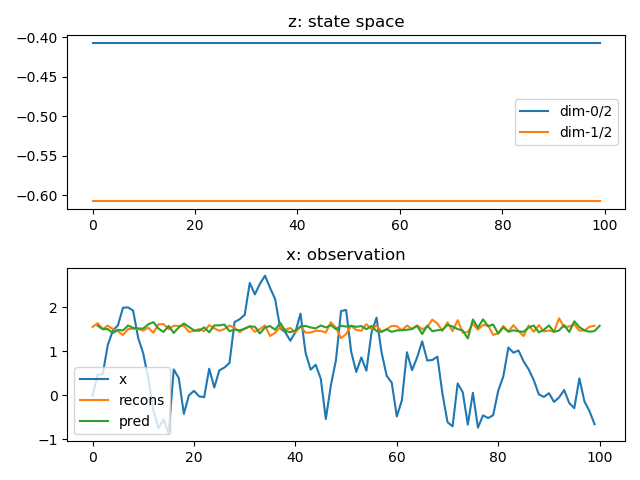 z: state space
−0.40
−0.45
−0.50
−0.55
−0.60
dim-0/2
dim-1/2
0 20 40 60 80 100
x: observation
2
1
0
−1
x
recons
pred
0 20 40 60 80 100